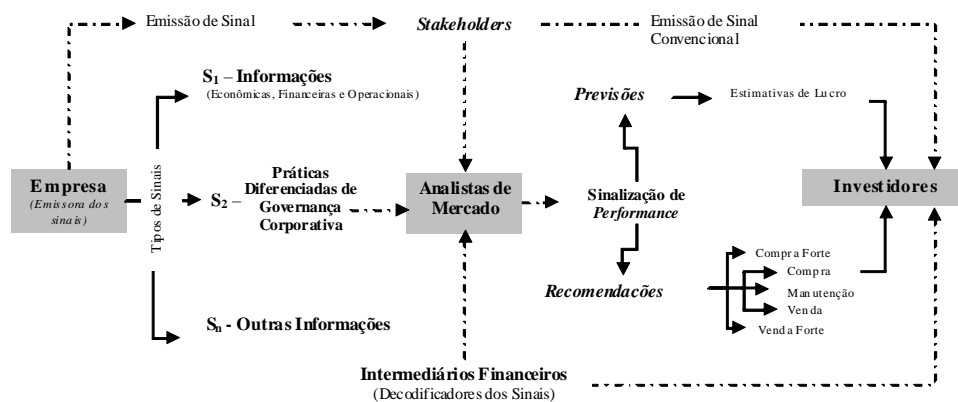 Emissão de Sinal
Stakeholders
Emissão de Sinal
Convencional
S1 – Informações
(Econômicas, Financeiras e Operacionais)
Previsões
Estimativas de Lucro
Empresa
(Emissora dos
sinais)
Tipos de Sinais
S2 –
Práticas
Diferenciadas de
Governança
Corporativa
Analistas de
Mercado
Sinalização de
Performance
Investidores
Recomendacões
Compra Forte
Compra
Manutenção
Venda
Venda Forte
Sn - Outras Informações
Intermediários Financeiros
(Decodificadores dos Sinais)